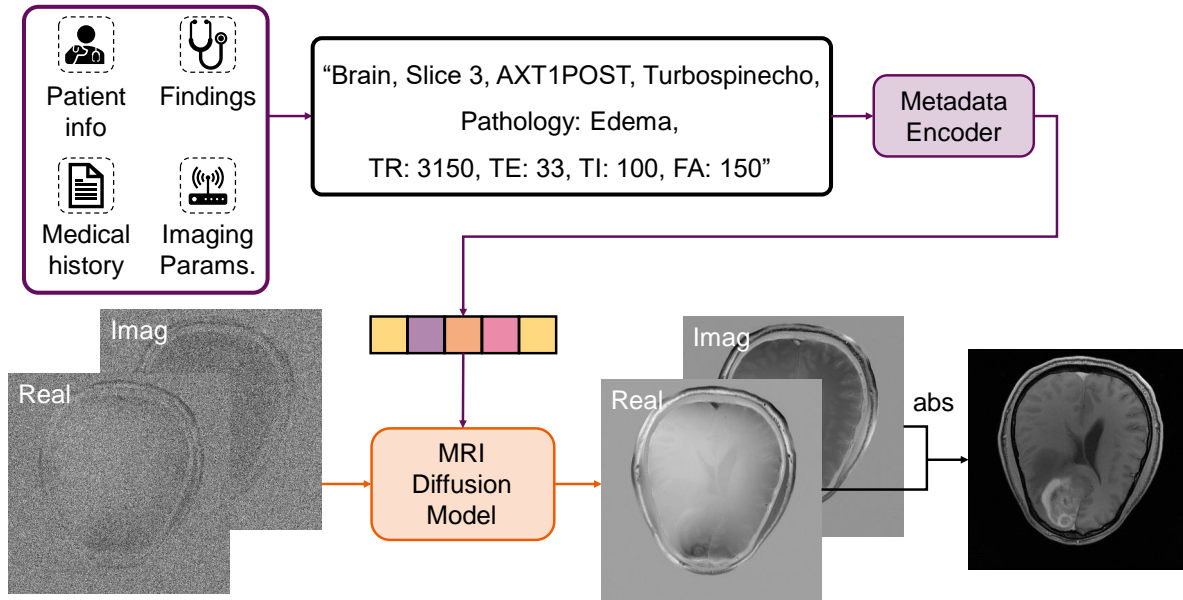 Patient
info
Findings
Medical
history
Imaging
Params.
“Brain, Slice 3, AXT1POST, Turbospinecho,
Pathology: Edema,
TR: 3150, TE: 33, TI: 100, FA: 150”
Metadata
Encoder
Imag
Real
MRI
Diffusion
Model
Imag
Real
abs